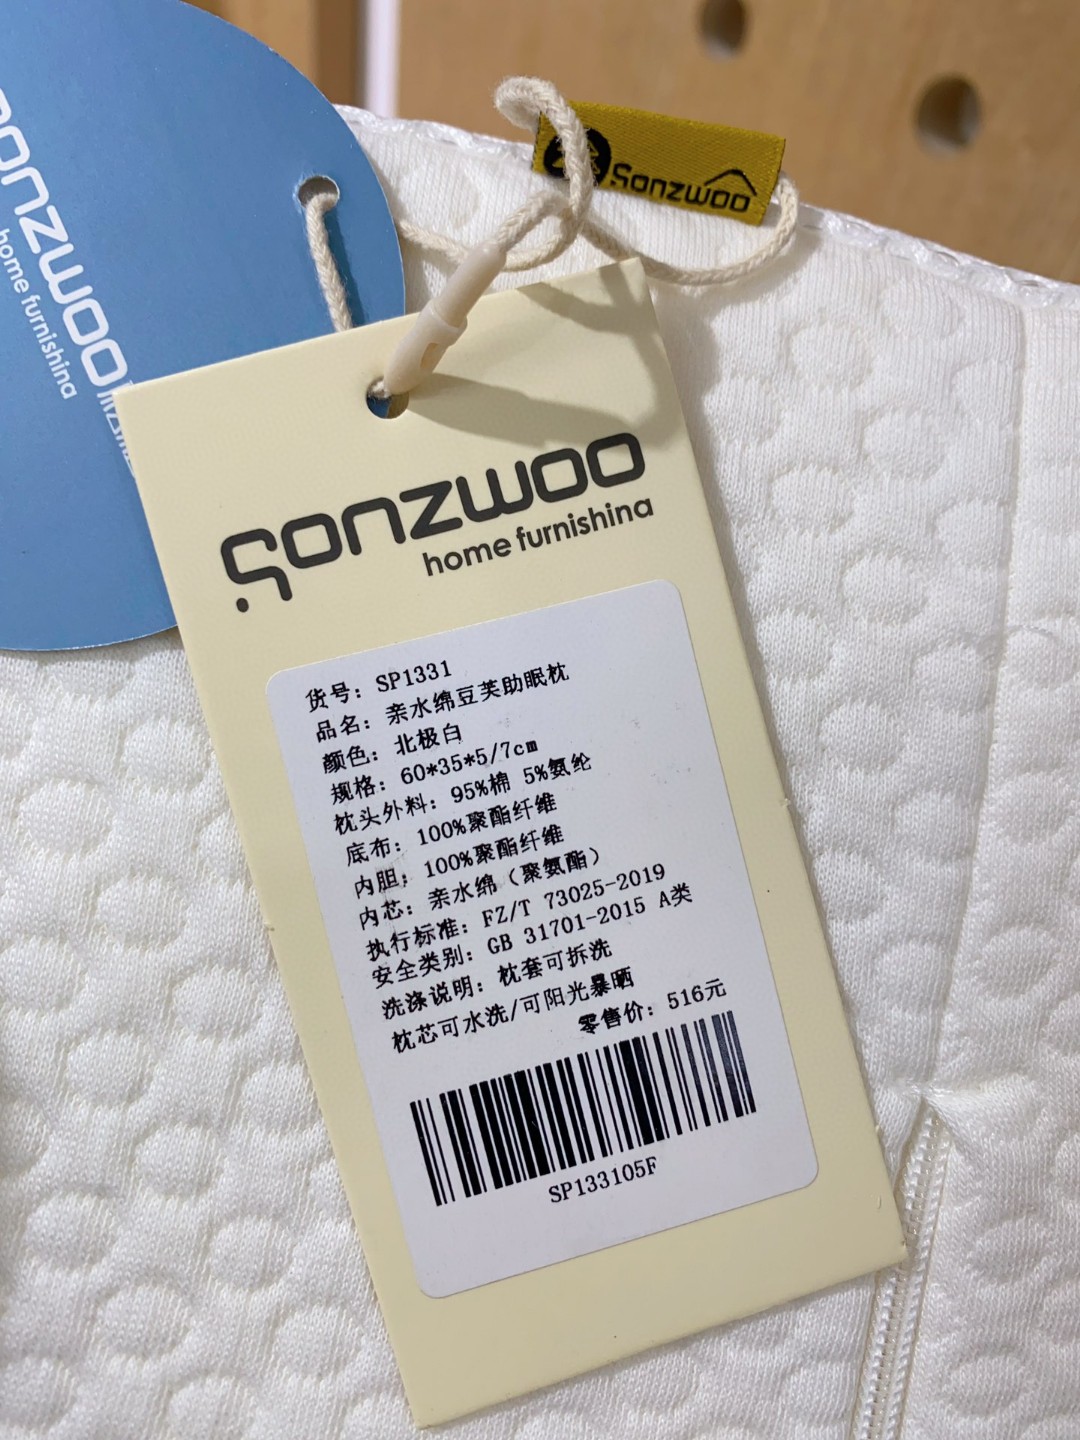 Sonzwoo
Sonzwoo
home furnishing
Sonzwoo
home furnishing
货号：SP1331
品名：亲水绵豆芙助眠枕
颜色：北极白
规格：60*35*5/7cm
枕头外料：95%棉 5%氨纶
底布：100%聚酯纤维
内胆：100%聚酯纤维
内芯：亲水绵（聚氨酯）
执行标准：FZ/T 73025-2019
安全类别：GB 31701-2015 A类
洗涤说明：枕套可拆洗
枕芯可水洗/可阳光暴晒
零售价：516元
SP133105F